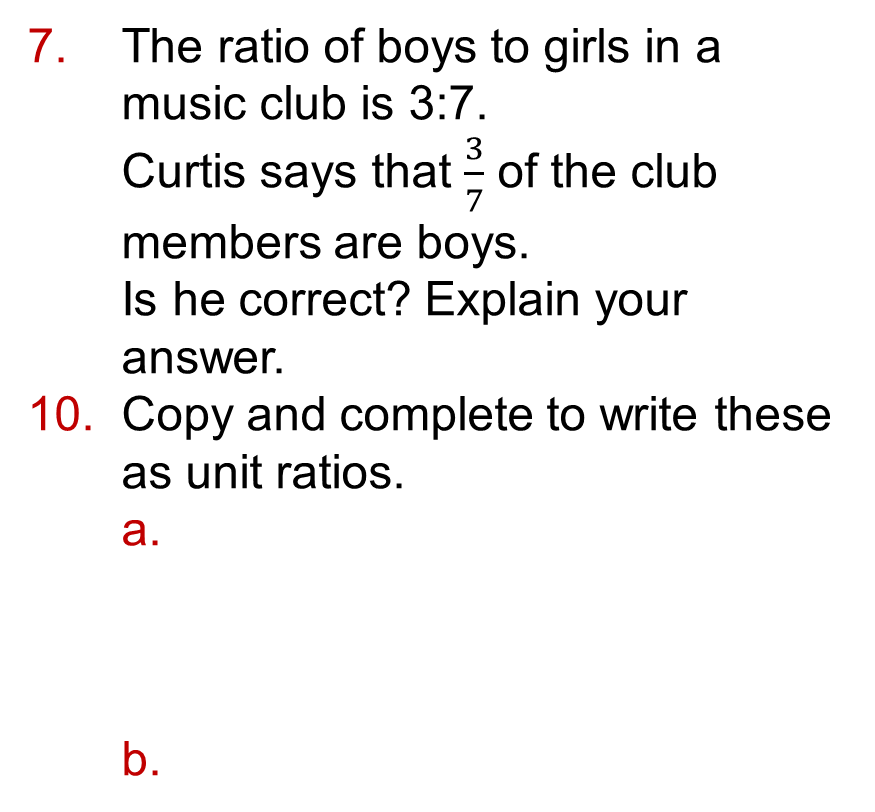 7. The ratio of boys to girls in a
music club is 3:7.
Curtis says that 3/7 of the club
members are boys.
Is he correct? Explain your
answer.
10. Copy and complete to write these
as unit ratios.
a.
b.